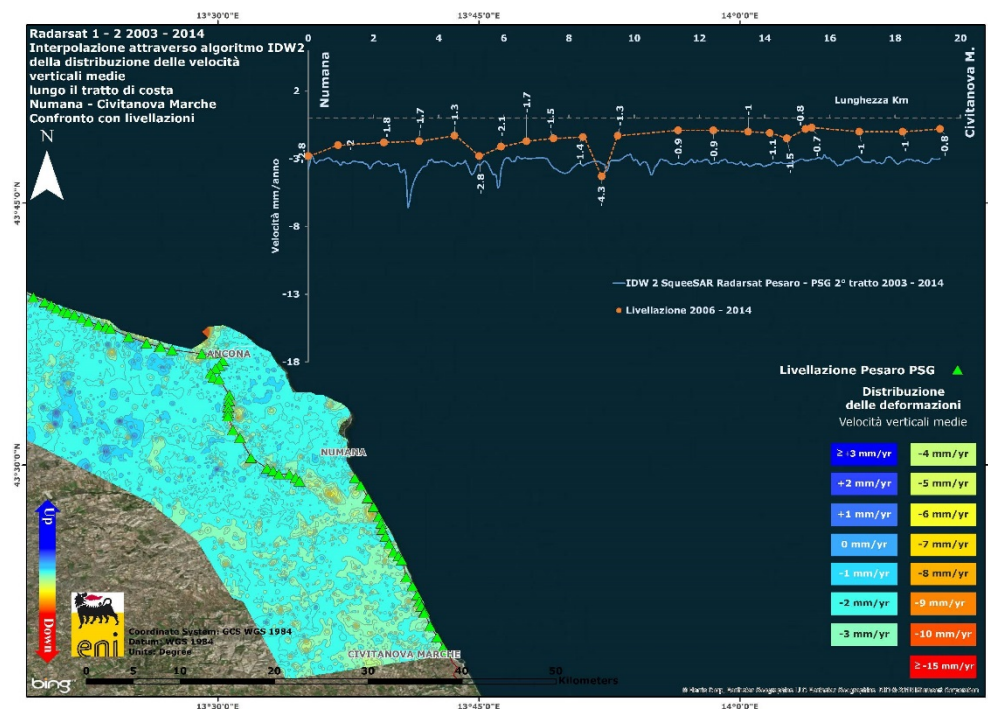 13°30'0"E
13°45'0"E
14°0'0"E
Radarsat 1 - 2 2003 - 2014
Interpolazione attraverso algoritmo IDW2
della distribuzione delle velocità
verticali medie
lungo il tratto di costa
Numana - Civitanova Marche
Confronto con livellazioni
N
0 2 4 6 8 10 12 14 16 18 20
Numana
Civitanova M.
Lunghezza Km
Velocità mm/anno
2
-3
-8
-13
-18
-2.8 -2 -1.8 -1.7 -1.3 -2.8 -2.1 -1.7 -1.5 -1.4 -4.3 -1.3 -0.9 -0.9 -1 -1.1 -1.5 -0.8 -0.7 -1 -1 -0.8
IDW 2 SqueeSAR Radarsat Pesaro - PSG 2° tratto 2003 - 2014
Livellazione 2006 - 2014
43°45'0"N
43°30'0"N
ANCONA
NUMANA
CIVITANOVA MARCHE
Livellazione Pesaro PSG
Distribuzione
delle deformazioni
Velocità verticali medie
≥ +3 mm/yr -4 mm/yr
+2 mm/yr -5 mm/yr
+1 mm/yr -6 mm/yr
0 mm/yr -7 mm/yr
-1 mm/yr -8 mm/yr
-2 mm/yr -9 mm/yr
-3 mm/yr -10 mm/yr
≥ -15 mm/yr
Up
Down
eni
Coordinate System: GCS WGS 1984
Datum: WGS 1984
Units: Degree
0 10 20 30 40 50
Kilometers
bing
13°30'0"E
13°45'0"E
14°0'0"E